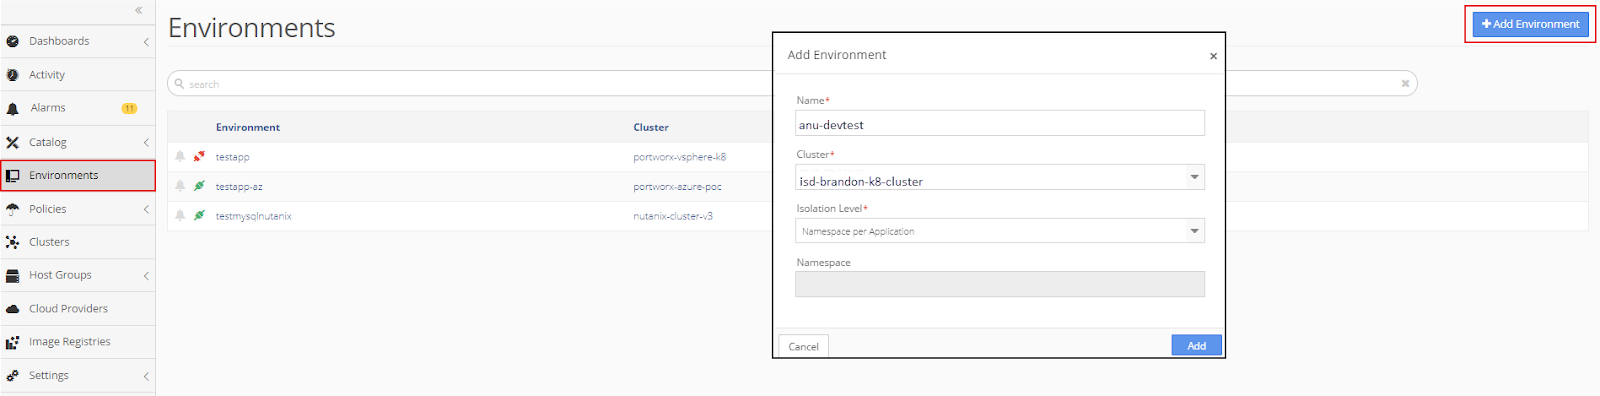 «
Dashboards
Activity
Alarms 11
Catalog
Environments
Policies
Clusters
Host Groups
Cloud Providers
Image Registries
Settings
Environments
+ Add Environment
search
Environment Cluster
testapp portworx-vsphere-k8
testapp-az portworx-azure-poc
testmysqlnutanix nutanix-cluster-v3
Add Environment ×
Name*
anu-devtest
Cluster*
isd-brandon-k8-cluster
Isolation Level*
Namespace per Application
Namespace
Cancel Add